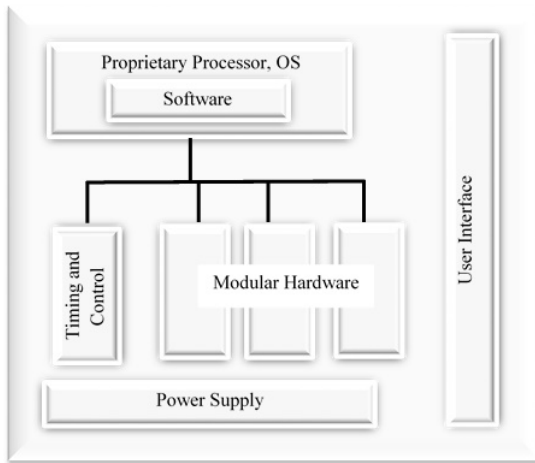 Proprietary Processor, OS
Software
Timing and
Control
Modular Hardware
Power Supply
User Interface